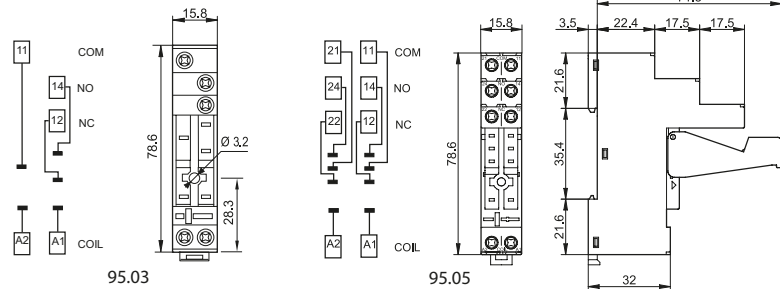 15.8
11 COM
14 NO
12 NC
78.6
Ø 3,2
28.3
A2 A1 COIL
95.03
15.8
21 11 COM
24 14 NO
22 12 NC
78.6
A2 A1 COIL
95.05
3.5 22.4 17.5 17.5
21.6
35.4
21.6
32